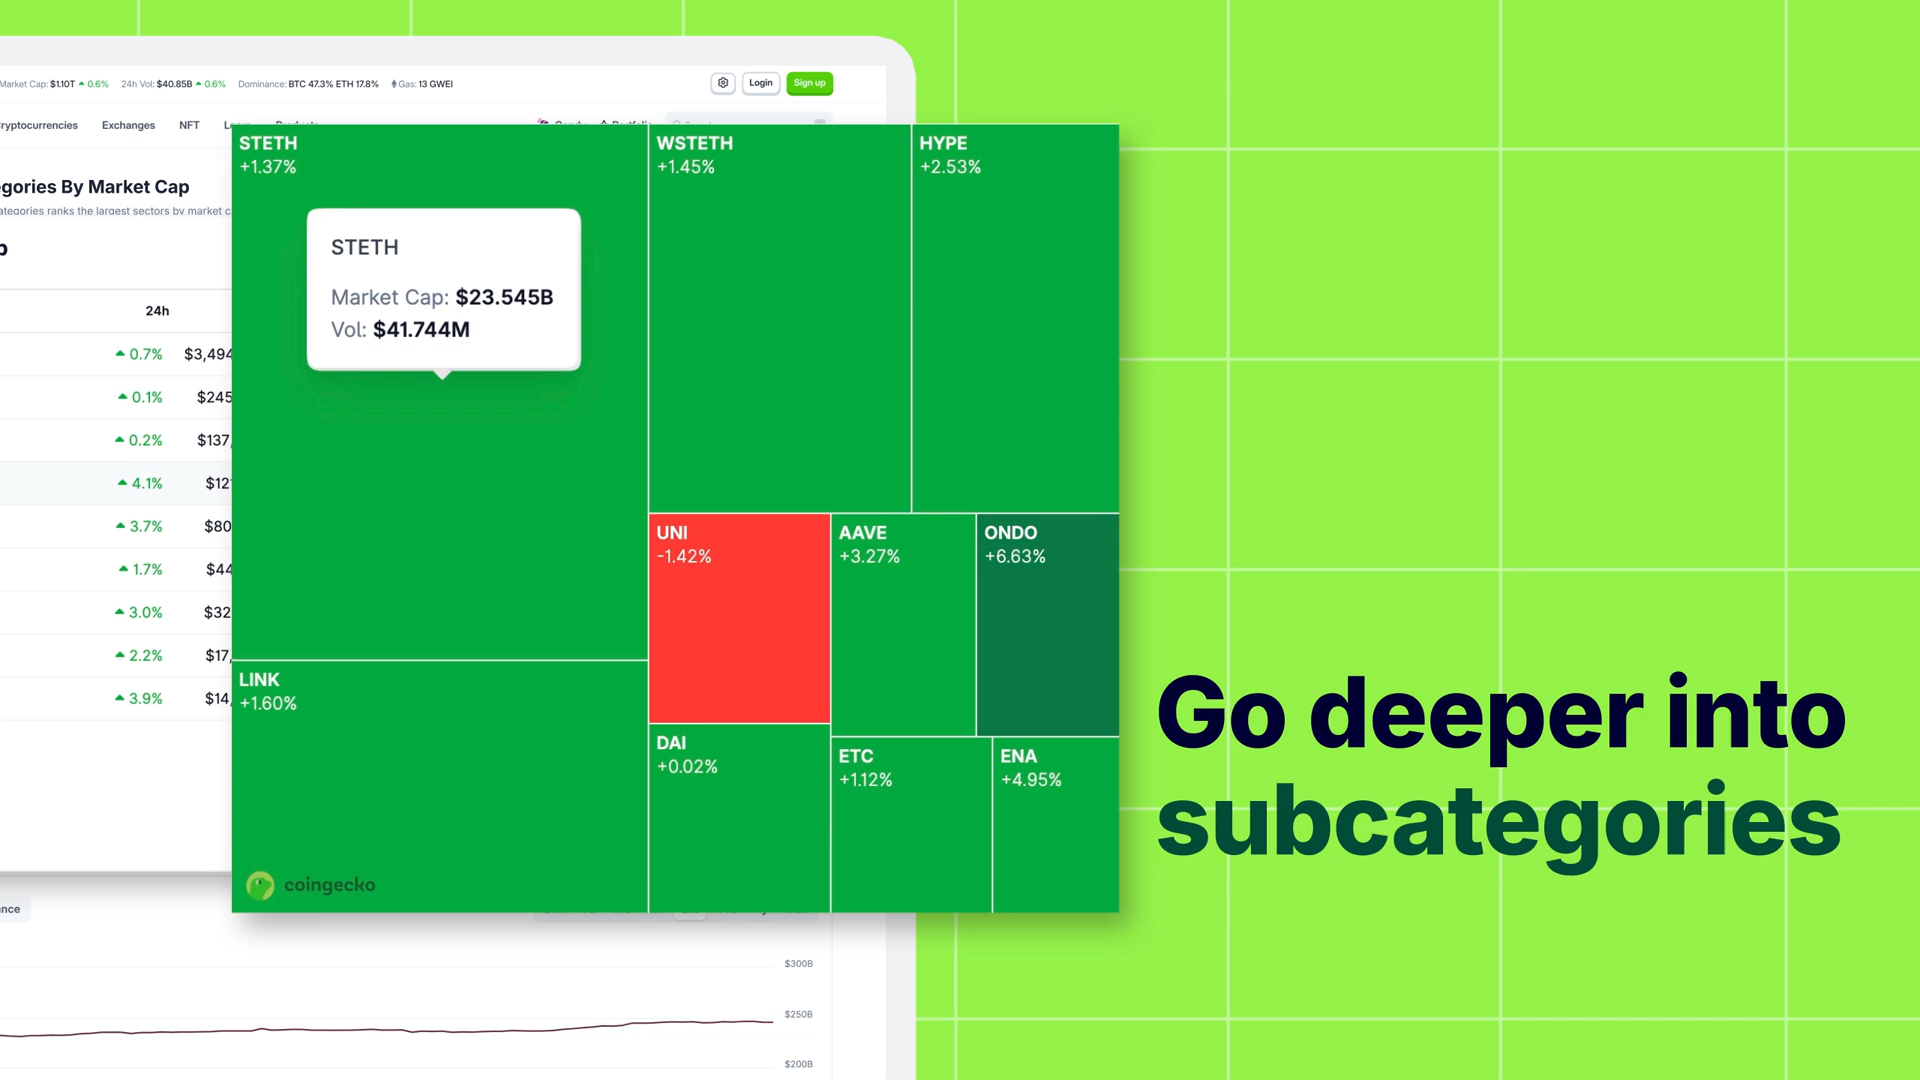 Market Cap: $1.10T 0.6% 24h Vol: $40.85B 0.6% Dominance: BTC 47.3% ETH 17.8% Gas: 13 GWEI
Login
Sign up
ryptocurrencies Exchanges NFT
gories By Market Cap
ategories ranks the largest sectors by market c
p
24h
0.7% $3,494
0.1% $245
0.2% $137,
4.1% $12
3.7% $80
1.7% $44
3.0% $32
2.2% $17,
3.9% $14,
STETH
+1.37%
STETH
Market Cap: $23.545B
Vol: $41.744M
WSTETH
+1.45%
HYPE
+2.53%
UNI
-1.42%
AAVE
+3.27%
ONDO
+6.63%
LINK
+1.60%
DAI
+0.02%
ETC
+1.12%
ENA
+4.95%
coingecko
Go deeper into
subcategories
nce
$300B
$250B
$200B